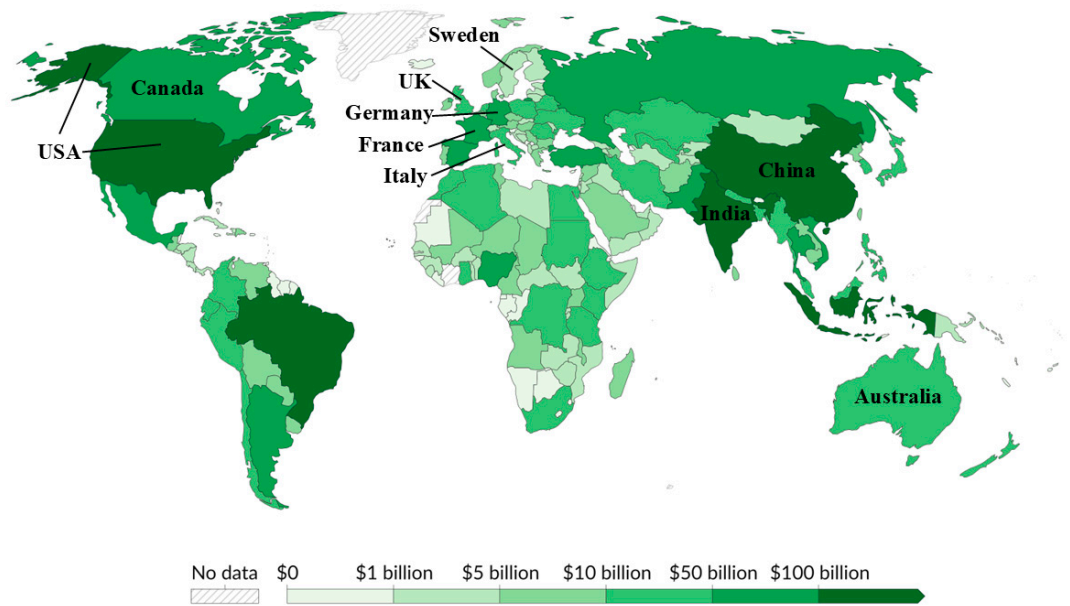 Sweden
Canada
UK
Germany
USA
France
Italy
China
India
Australia
No data $0 $1 billion $5 billion $10 billion $50 billion $100 billion